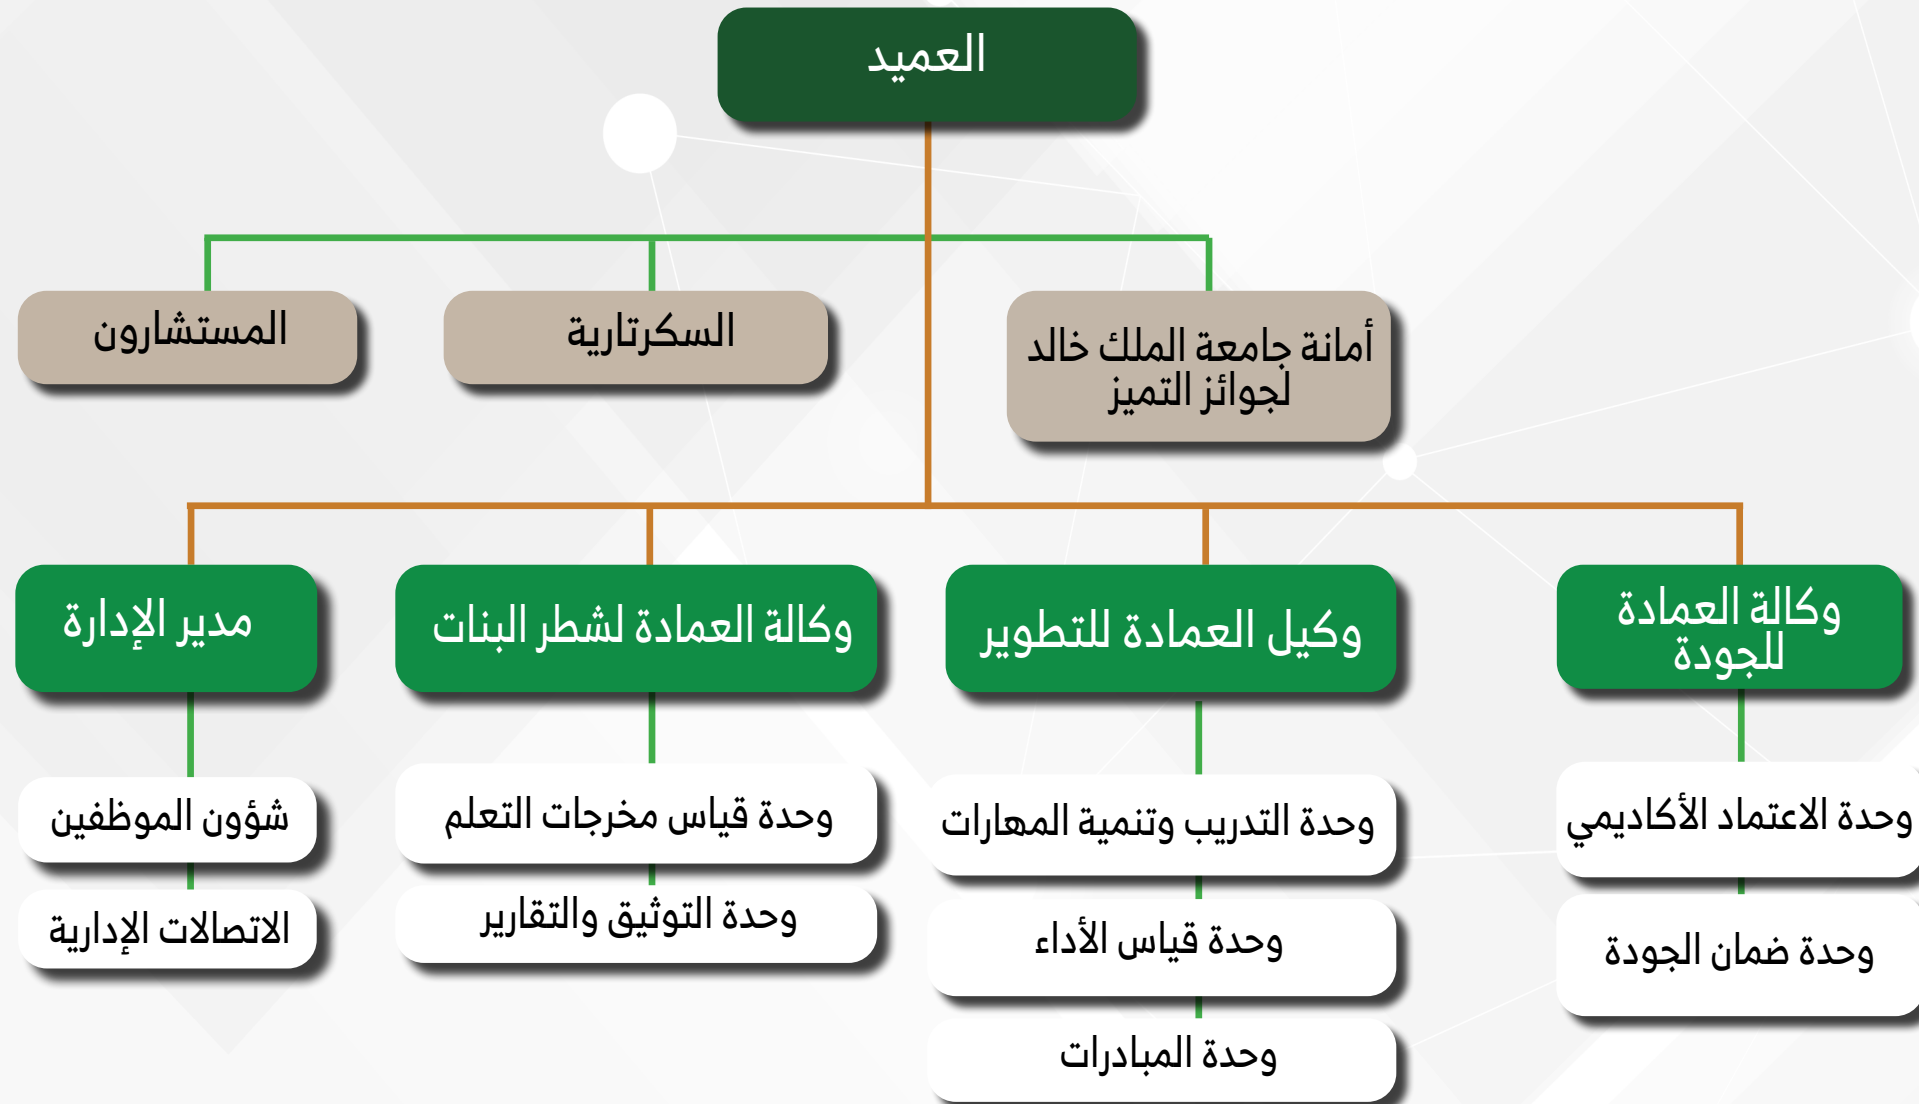 العميد
أمانة جامعة الملك خالد
لجوائز التميز
السكرتارية
المستشارون
وكالة العمادة
للجودة
وكيل العمادة للتطوير
وكالة العمادة لشطر البنات
مدير الإدارة
وحدة الاعتماد الأكاديمي
وحدة ضمان الجودة
وحدة التدريب وتنمية المهارات
وحدة قياس الأداء
وحدة المبادرات
وحدة قياس مخرجات التعلم
وحدة التوثيق والتقارير
شؤون الموظفين
الاتصالات الإدارية